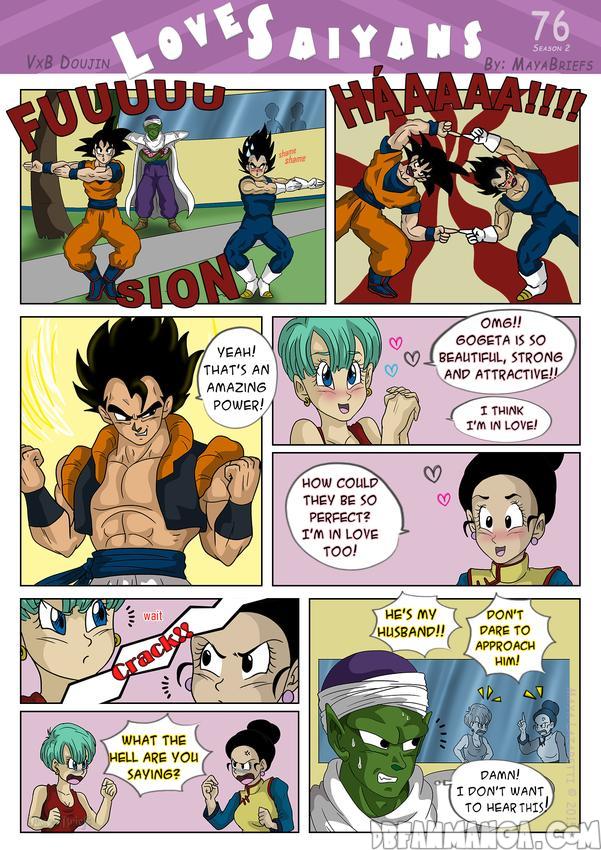 VxB Doujin
Love Saiyans
76
Season 2
By: MayaBriefs
FUUUUU
SION
shame
shame
HÁAAAAA!!!!
YEAH!
THAT'S AN
AMAZING
POWER!
OMG!!
GOGETA IS SO
BEAUTIFUL, STRONG
AND ATTRACTIVE!!
I THINK
I'M IN LOVE!
HOW COULD
THEY BE SO
PERFECT?
I'M IN LOVE
TOO!
wait
Crack!!
WHAT THE
HELL ARE YOU
SAYING?
HE'S MY
HUSBAND!!
DON'T
DARE TO
APPROACH
HIM!
DAMN!
I DON'T WANT
TO HEAR THIS!
DBFANMANGA.COM